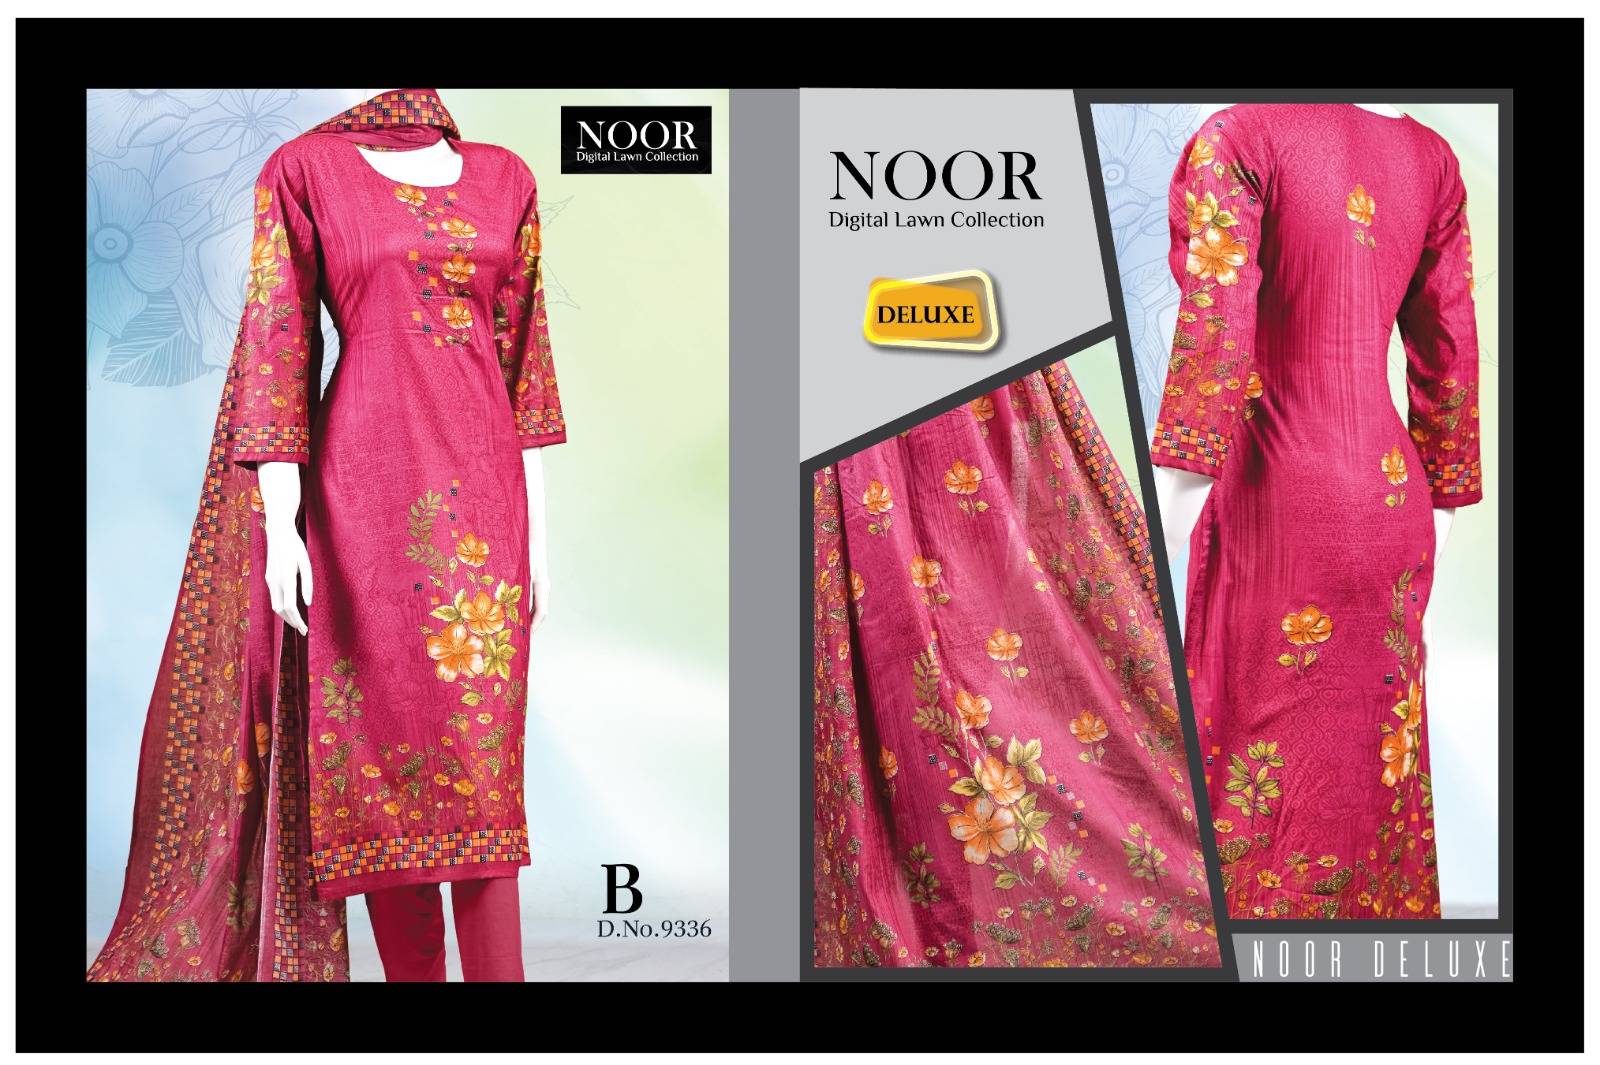 NOOR
Digital Lawn Collection
B
D.No.9336
NOOR
Digital Lawn Collection
DELUXE
NOOR DELUXE